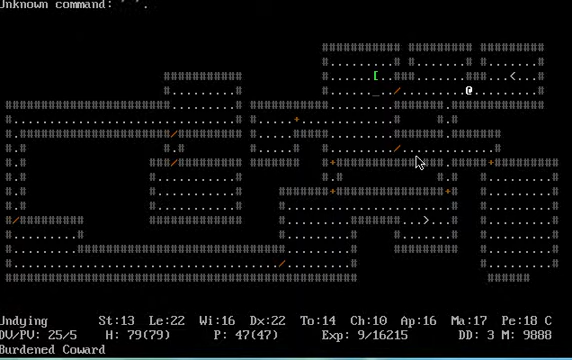 Unknown command: ' '.
Undying St:13 Le:22 Wi:16 Dx:22 To:14 Ch:10 Ap:16 Ma:17 Pe:18 C
DV/PV: 25/5 H: 79(79) P: 47(47) Exp: 9/16215 DD: 3 M: 9888
Burdened Coward